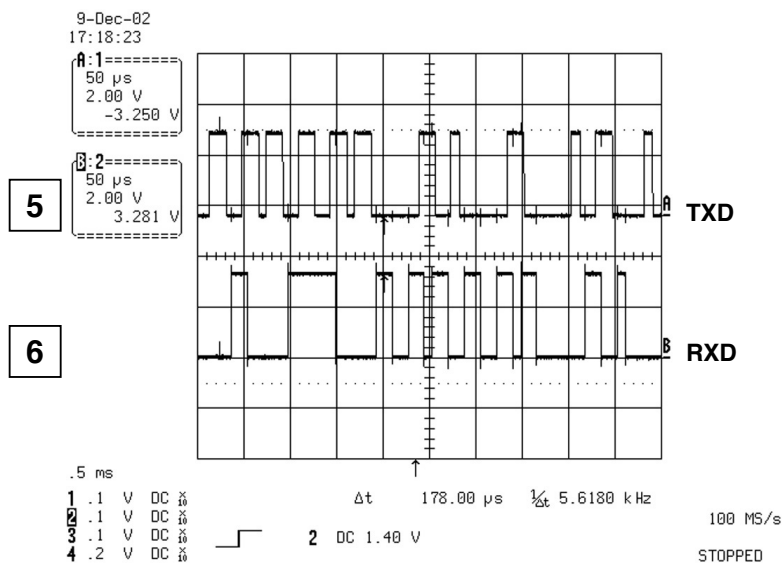 9-Dec-02
17:18:23
A:1
50 µs
2.00 V
-3.250 V
B:2
50 µs
2.00 V
3.281 V
5
A
TXD
6
B
RXD
.5 ms
1 .1 V DC X10
2 .1 V DC X10
3 .1 V DC X10
4 .2 V DC X10
Δt 178.00 µs 1/Δt 5.6180 kHz
2 DC 1.40 V
100 MS/s
STOPPED